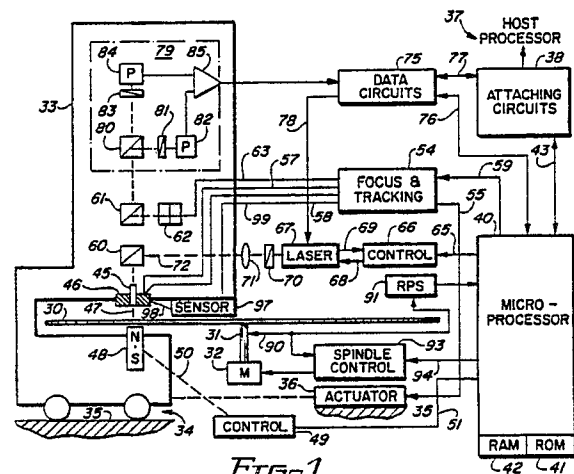 37
HOST PROCESSOR
84
79
85
75
77
38
P
DATA CIRCUITS
ATTACHING CIRCUITS
33
83
81
82
80
P
78
76
63
57
54
59
43
FOCUS & TRACKING
61
62
99
58
67
69
66
40
55
60
72
LASER
CONTROL
65
45
71
70
68
91
46
RPS
47
98
SENSOR
97
MICRO-PROCESSOR
30
31
90
93
48
N
S
32
M
SPINDLE CONTROL
94
50
36
ACTUATOR
35
51
35
34
CONTROL
49
RAM
ROM
42
41
FIG. 1